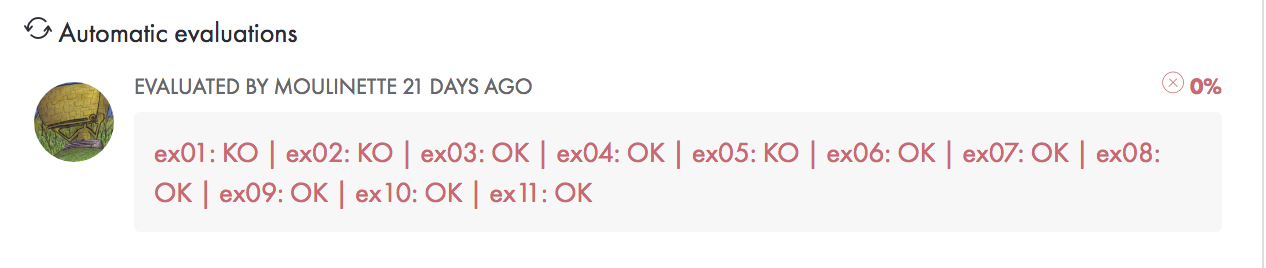 Automatic evaluations
EVALUATED BY MOULINETTE 21 DAYS AGO
0%
ex01: KO | ex02: KO | ex03: OK | ex04: OK | ex05: KO | ex06: OK | ex07: OK | ex08:
OK | ex09: OK | ex10: OK | ex11: OK